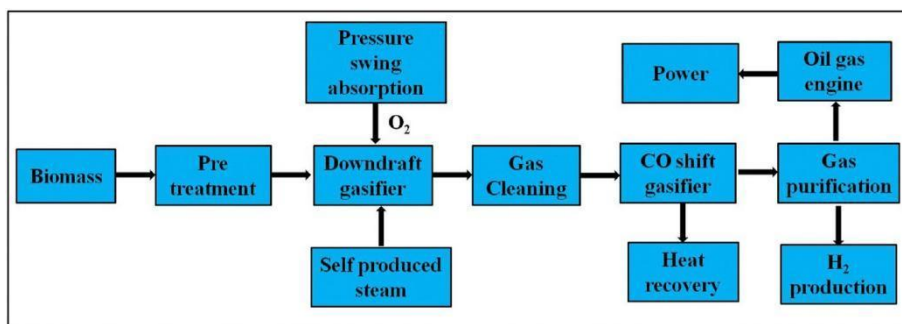 Pressure
swing
absorption
O₂
Power
Oil gas
engine
Biomass
Pre
treatment
Downdraft
gasifier
Gas
Cleaning
CO shift
gasifier
Gas
purification
Self produced
steam
Heat
recovery
H₂
production